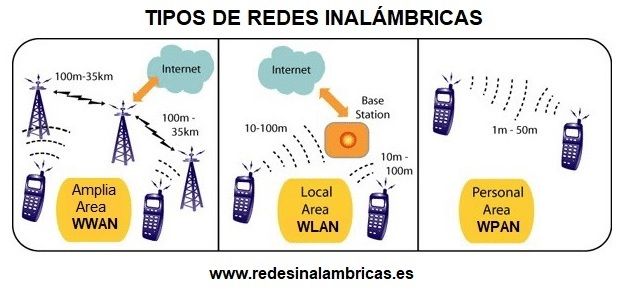 TIPOS DE REDES INALÁMBRICAS
100m-35km
Internet
100m -
35km
Amplia
Area
WWAN
Internet
Base
Station
10-100m
10m -
100m
Local
Area
WLAN
1m - 50m
Personal
Area
WPAN
www.redesinalambricas.es